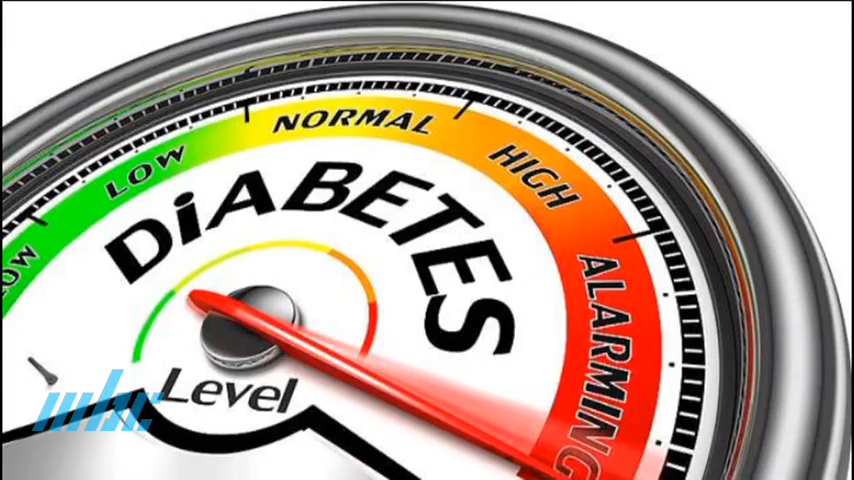 LOW
LOW
NORMAL
HIGH
ALARMING
DiABETES
Level